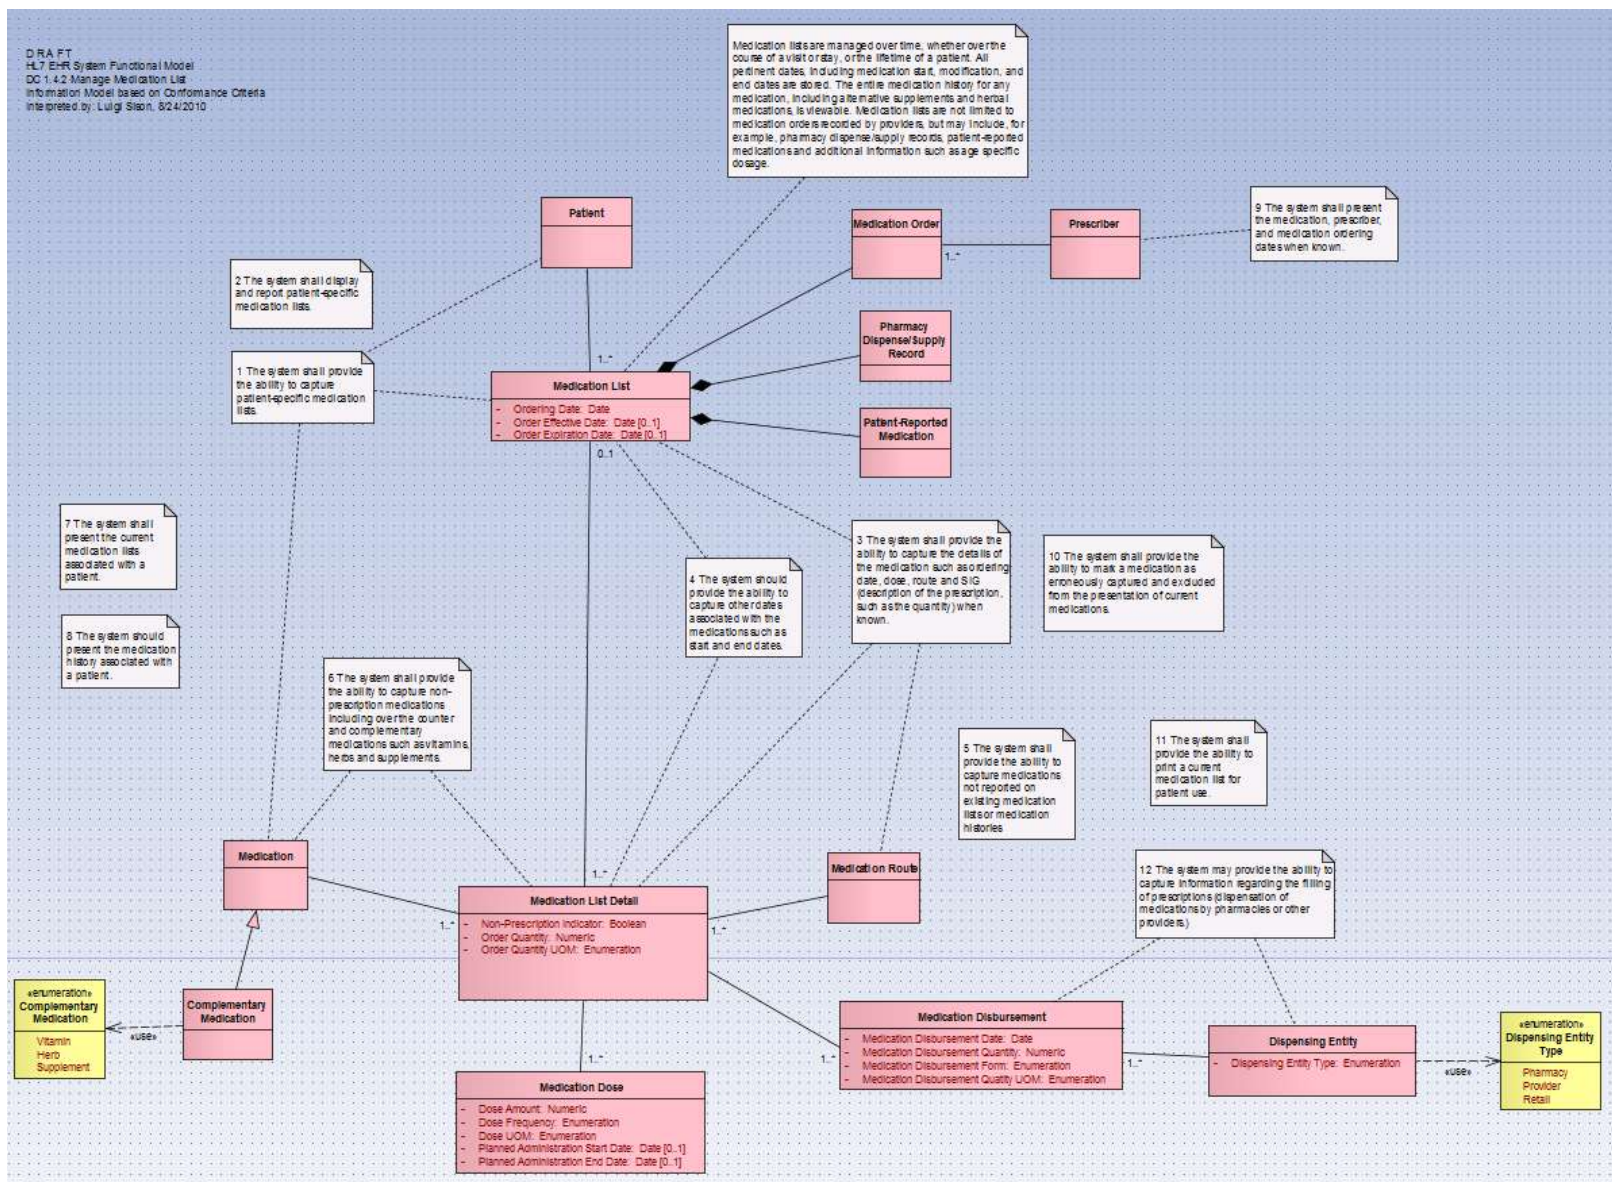 DRAFT
HL7 EHR System Functional Model
DC 1.4.2 Manage Medication List
Information Model based on Conformance Criteria
Interpreted by: Luigi Sison, 8/24/2010
Medication lists are managed over time, whether over the
course of a visit or stay, or the lifetime of a patient. All
pertinent dates, including medication start, modification, and
end dates are stored. The entire medication history for any
medication, including alternative supplements and herbal
medications, is viewable. Medication lists are not limited to
medication orders recorded by providers, but may include, for
example, pharmacy dispense/supply records, patient-reported
medications and additional information such as age specific
dosage.
Patient
Medication Order
1..*
Prescriber
9 The system shall present
the medication, prescriber,
and medication ordering
dates when known.
2 The system shall display
and report patient-specific
medication lists.
Pharmacy
Dispense/Supply
Record
1 The system shall provide
the ability to capture
patient-specific medication
lists.
1..*
Medication List
- Ordering Date: Date
- Order Effective Date: Date [0..1]
- Order Expiration Date: Date [0..1]
0..1
Patient-Reported
Medication
7 The system shall
present the current
medication lists
associated with a
patient.
8 The system should
present the medication
history associated with
a patient.
4 The system should
provide the ability to
capture other dates
associated with the
medications such as
start and end dates.
3 The system shall provide the
ability to capture the details of
the medication such as ordering
date, dose, route and SIG
(description of the prescription,
such as the quantity) when
known.
10 The system shall provide the
ability to mark a medication as
erroneously captured and excluded
from the presentation of current
medications.
6 The system shall provide
the ability to capture non-
prescription medications
including over the counter
and complementary
medications such as vitamins,
herbs and supplements.
5 The system shall
provide the ability to
capture medications
not reported on
existing medication
lists or medication
histories
11 The system shall
provide the ability to
print a current
medication list for
patient use.
Medication
1..*
1..*
Medication List Detail
- Non-Prescription Indicator: Boolean
- Order Quantity: Numeric
- Order Quantity UOM: Enumeration
1..*
Medication Route
12 The system may provide the ability to
capture information regarding the filling
of prescriptions (dispensation of
medications by pharmacies or other
providers.)
«enumeration»
Complementary
Medication
Vitamin
Herb
Supplement
«use»
Complementary
Medication
1..*
Medication Dose
- Dose Amount: Numeric
- Dose Frequency: Enumeration
- Dose UOM: Enumeration
- Planned Administration Start Date: Date [0..1]
- Planned Administration End Date: Date [0..1]
1..*
Medication Disbursement
- Medication Disbursement Date: Date
- Medication Disbursement Quantity: Numeric
- Medication Disbursement Form: Enumeration
- Medication Disbursement Quatity UOM: Enumeration
1..*
Dispensing Entity
- Dispensing Entity Type: Enumeration
«use»
«enumeration»
Dispensing Entity
Type
Pharmacy
Provider
Retail